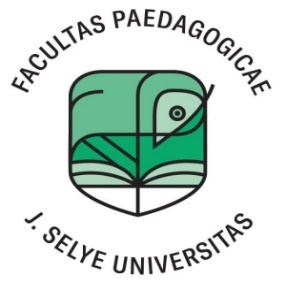 FACULTAS PAEDAGOGICAE
J. SELYE UNIVERSITAS